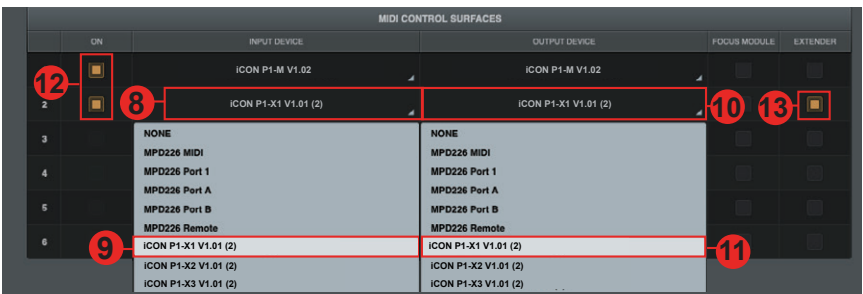 MIDI CONTROL SURFACES
ON INPUT DEVICE OUTPUT DEVICE FOCUS MODULE EXTENDER
12 iCON P1-M V1.02 iCON P1-M V1.02
2 8 iCON P1-X1 V1.01 (2) iCON P1-X1 V1.01 (2) 10 13
3 NONE NONE
MPD226 MIDI MPD226 MIDI
4 MPD226 Port 1 MPD226 Port 1
MPD226 Port A MPD226 Port A
5 MPD226 Port B MPD226 Port B
MPD226 Remote MPD226 Remote
6 9 iCON P1-X1 V1.01 (2) iCON P1-X1 V1.01 (2) 11
iCON P1-X2 V1.01 (2) iCON P1-X2 V1.01 (2)
iCON P1-X3 V1.01 (2) iCON P1-X3 V1.01 (2)